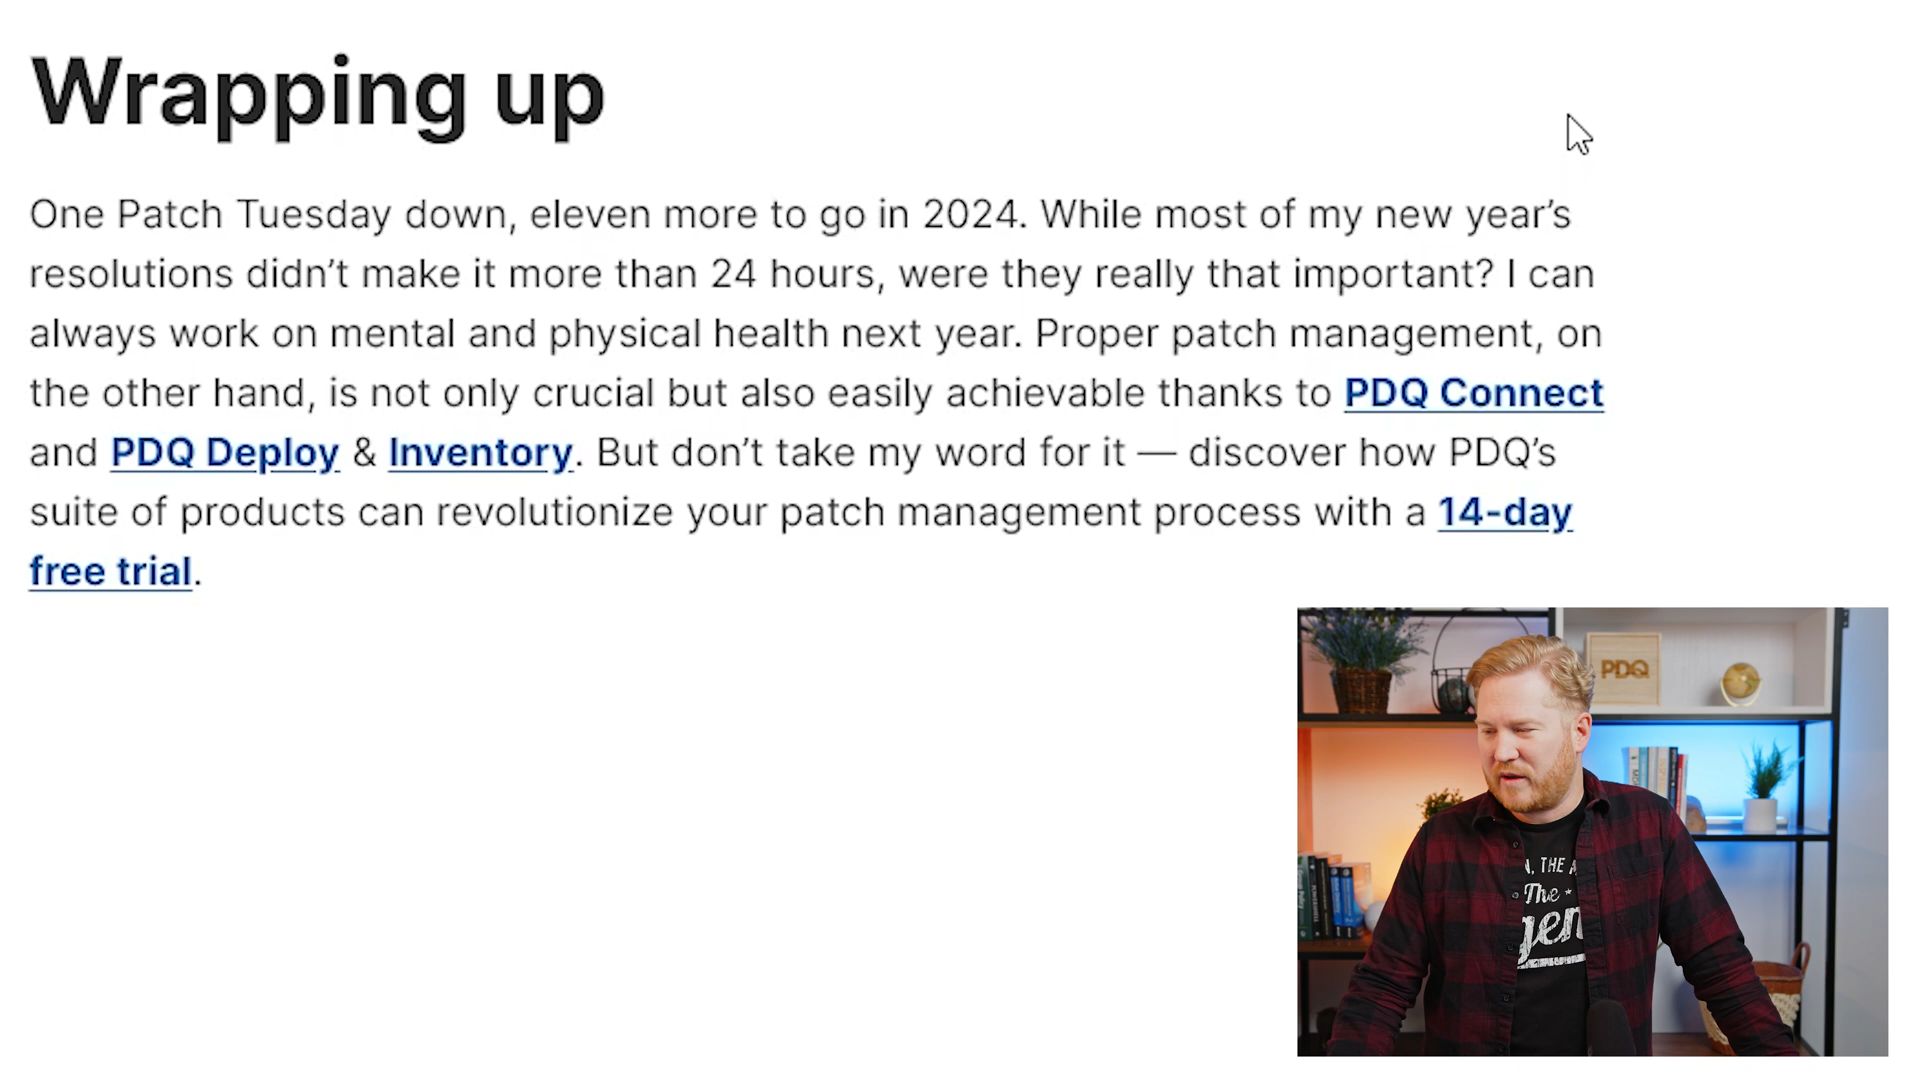 Wrapping up
One Patch Tuesday down, eleven more to go in 2024. While most of my new year’s
resolutions didn’t make it more than 24 hours, were they really that important? I can
always work on mental and physical health next year. Proper patch management, on
the other hand, is not only crucial but also easily achievable thanks to PDQ Connect
and PDQ Deploy & Inventory. But don’t take my word for it — discover how PDQ’s
suite of products can revolutionize your patch management process with a 14-day
free trial.
PDQ
THE
The